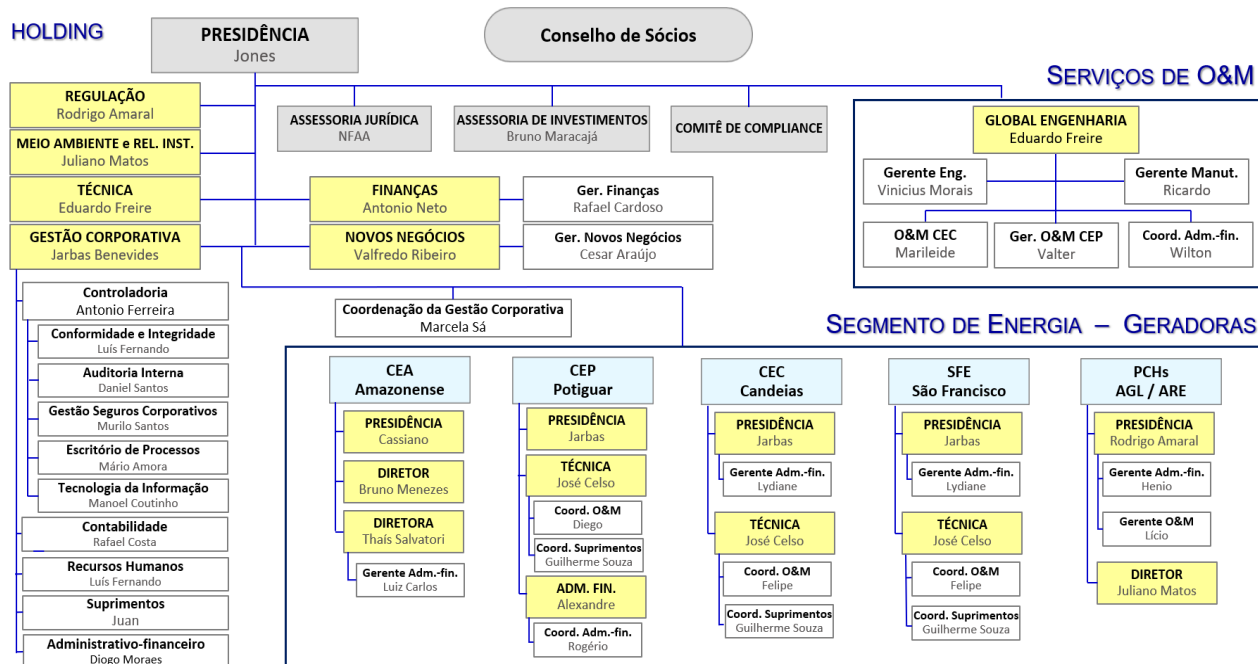 HOLDING
PRESIDÊNCIA
Jones
Conselho de Sócios
SERVIÇOS DE O&M
REGULAÇÃO
Rodrigo Amaral
MEIO AMBIENTE e REL. INST.
Juliano Matos
TÉCNICA
Eduardo Freire
GESTÃO CORPORATIVA
Jarbas Benevides
ASSESSORIA JURÍDICA
NFAA
ASSESSORIA DE INVESTIMENTOS
Bruno Maracajá
COMITÊ DE COMPLIANCE
FINANÇAS
Antonio Neto
Ger. Finanças
Rafael Cardoso
NOVOS NEGÓCIOS
Valfredo Ribeiro
Ger. Novos Negócios
Cesar Araújo
GLOBAL ENGENHARIA
Eduardo Freire
Gerente Eng.
Vinicius Morais
Gerente Manut.
Ricardo
O&M CEC
Marileide
Ger. O&M CEP
Valter
Coord. Adm.-fin.
Wilton
Controladoria
Antonio Ferreira
Conformidade e Integridade
Luís Fernando
Auditoria Interna
Daniel Santos
Gestão Seguros Corporativos
Murilo Santos
Escritório de Processos
Mário Amora
Tecnologia da Informação
Manoel Coutinho
Contabilidade
Rafael Costa
Recursos Humanos
Luís Fernando
Suprimentos
Juan
Administrativo-financeiro
Diogo Moraes
Coordenação da Gestão Corporativa
Marcela Sá
SEGMENTO DE ENERGIA – GERADORAS
CEA
Amazonense
PRESIDÊNCIA
Cassiano
DIRETOR
Bruno Menezes
DIRETORA
Thaís Salvatori
Gerente Adm.-fin.
Luiz Carlos
CEP
Potiguar
PRESIDÊNCIA
Jarbas
TÉCNICA
José Celso
Coord. O&M
Diego
Coord. Suprimentos
Guilherme Souza
ADM. FIN.
Alexandre
Coord. Adm.-fin.
Rogério
CEC
Candeias
PRESIDÊNCIA
Jarbas
Gerente Adm.-fin.
Lydiane
TÉCNICA
José Celso
Coord. O&M
Felipe
Coord. Suprimentos
Guilherme Souza
SFE
São Francisco
PRESIDÊNCIA
Jarbas
Gerente Adm.-fin.
Lydiane
TÉCNICA
José Celso
Coord. O&M
Felipe
Coord. Suprimentos
Guilherme Souza
PCHs
AGL / ARE
PRESIDÊNCIA
Rodrigo Amaral
Gerente Adm.-fin.
Henio
Gerente O&M
Lício
DIRETOR
Juliano Matos